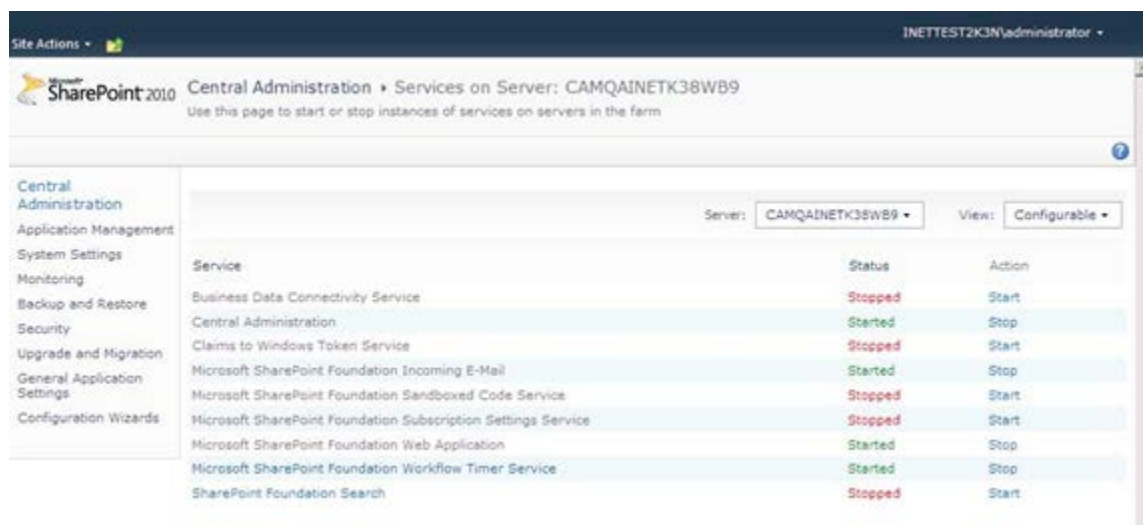 INETTEST2K3N\administrator
Site Actions
Microsoft
SharePoint 2010
Central Administration › Services on Server: CAMQAINETK38WB9
Use this page to start or stop instances of services on servers in the farm
Central
Administration
Application Management
System Settings
Monitoring
Backup and Restore
Security
Upgrade and Migration
General Application
Settings
Configuration Wizards
Server: CAMQAINETK38WB9 View: Configurable
Service Status Action
Business Data Connectivity Service Stopped Start
Central Administration Started Stop
Claims to Windows Token Service Stopped Start
Microsoft SharePoint Foundation Incoming E-Mail Started Stop
Microsoft SharePoint Foundation Sandboxed Code Service Stopped Start
Microsoft SharePoint Foundation Subscription Settings Service Stopped Start
Microsoft SharePoint Foundation Web Application Started Stop
Microsoft SharePoint Foundation Workflow Timer Service Started Stop
SharePoint Foundation Search Stopped Start